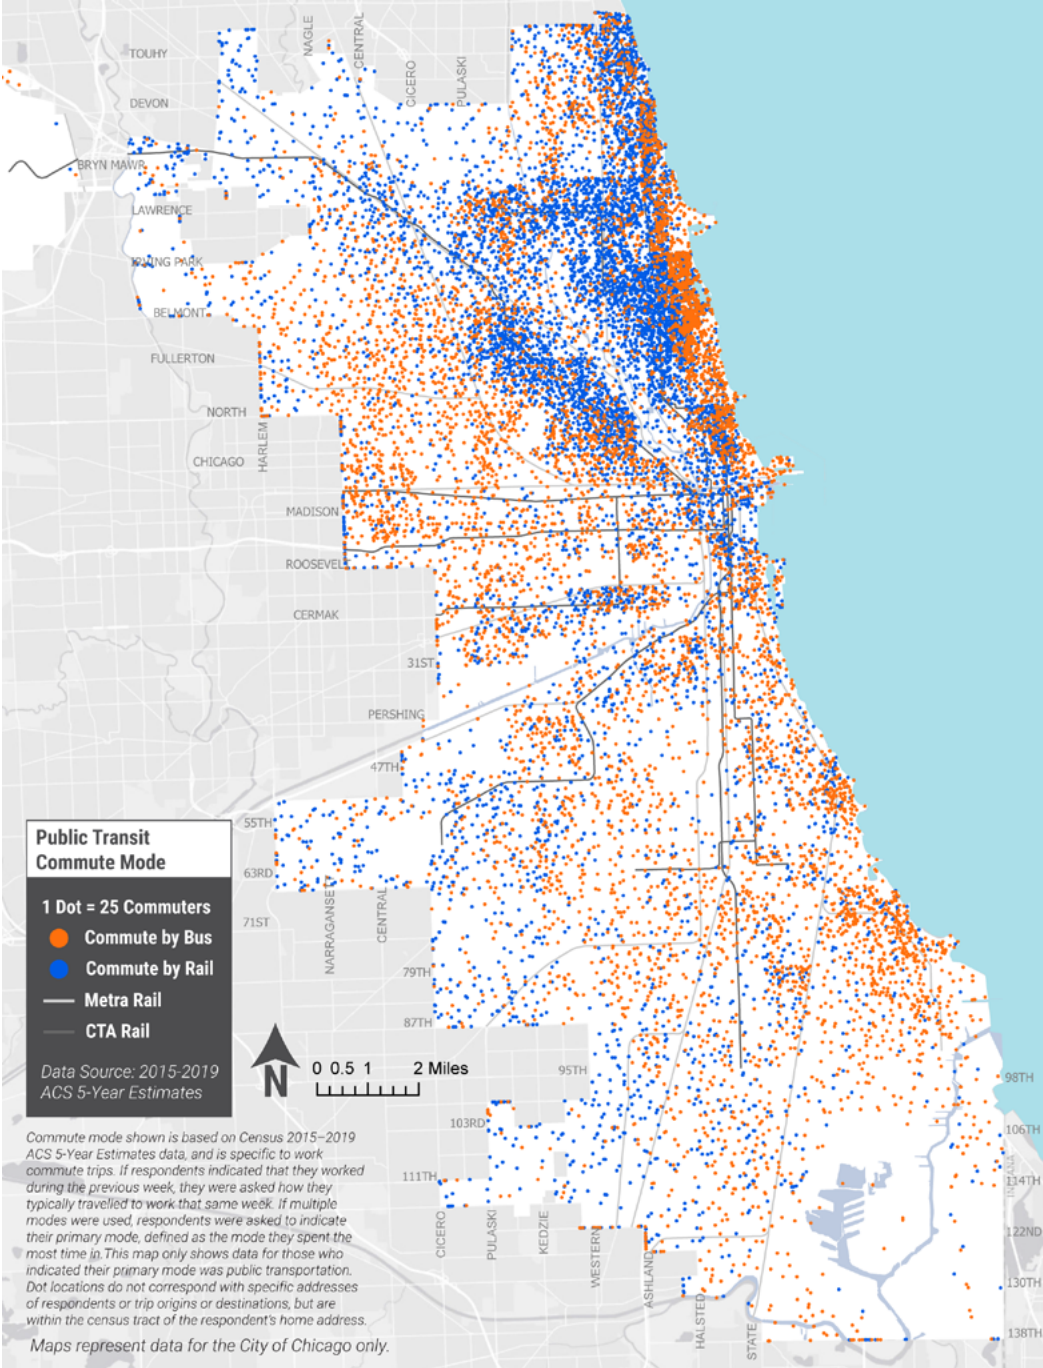 TOUHY
NAGLE
CENTRAL
CICERO
PULASKI
DEVON
BRYN MAWR
LAWRENCE
IRVING PARK
BELMONT
FULLERTON
NORTH
HARLEM
CHICAGO
MADISON
ROOSEVEL
CERMAK
31ST
PERSHING
47TH
55TH
63RD
71ST
NARRAGANSETT
CENTRAL
79TH
87TH
95TH
98TH
103RD
106TH
111TH
114TH
INDIANA
122ND
130TH
138TH
CICERO
PULASKI
KEDZIE
WESTERN
ASHLAND
HALSTED
STATE
Public Transit
Commute Mode
1 Dot = 25 Commuters
Commute by Bus
Commute by Rail
Metra Rail
CTA Rail
Data Source: 2015-2019
ACS 5-Year Estimates
N
0 0.5 1 2 Miles
Commute mode shown is based on Census 2015–2019
ACS 5-Year Estimates data, and is specific to work
commute trips. If respondents indicated that they worked
during the previous week, they were asked how they
typically travelled to work that same week. If multiple
modes were used, respondents were asked to indicate
their primary mode, defined as the mode they spent the
most time in. This map only shows data for those who
indicated their primary mode was public transportation.
Dot locations do not correspond with specific addresses
of respondents or trip origins or destinations, but are
within the census tract of the respondent's home address.
Maps represent data for the City of Chicago only.